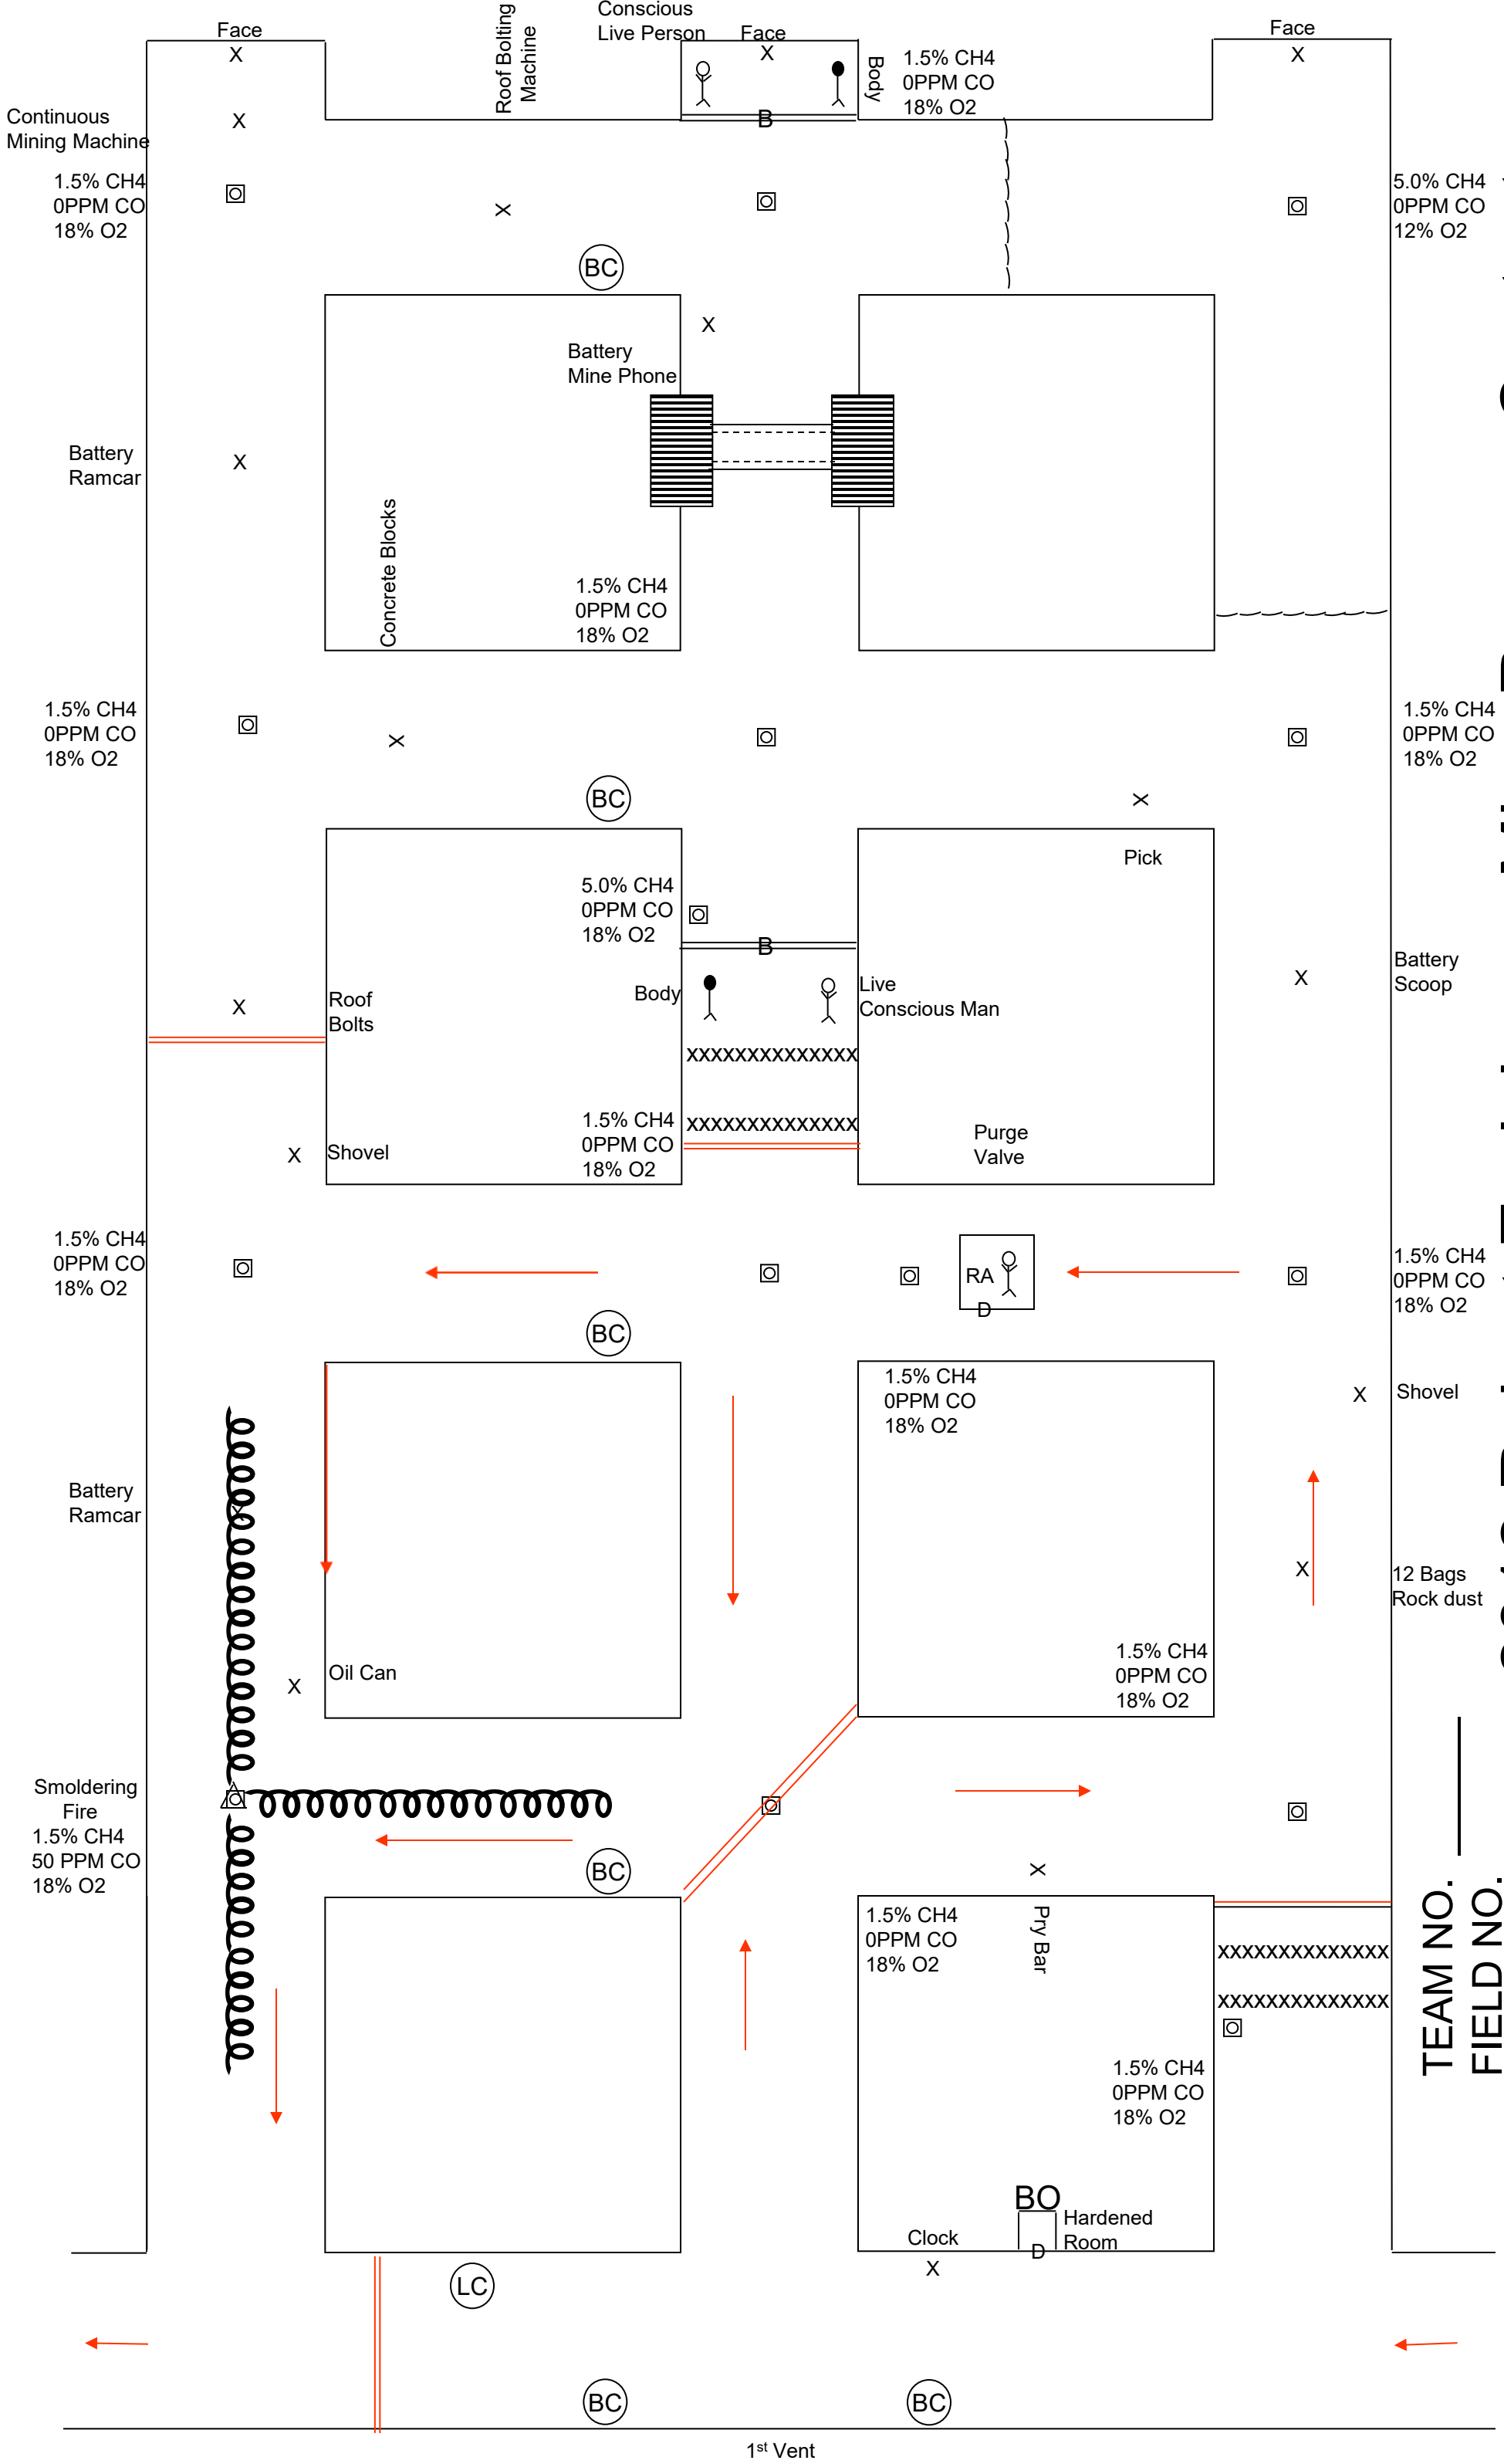 Conscious
Live Person
Face
Face
Face
Roof Bolting
Machine
X
X
X
Body
1.5% CH4
0PPM CO
18% O2
Continuous
Mining Machine
X
B
1.5% CH4
0PPM CO
18% O2
X
5.0% CH4
0PPM CO
12% O2
BC
X
Battery
Mine Phone
Battery
Ramcar
X
Concrete Blocks
1.5% CH4
0PPM CO
18% O2
1.5% CH4
0PPM CO
18% O2
X
1.5% CH4
0PPM CO
18% O2
BC
X
Pick
5.0% CH4
0PPM CO
18% O2
B
Body
Live
Conscious Man
X
Roof
Bolts
X
Battery
Scoop
XXXXXXXXXXXXXX
XXXXXXXXXXXXXX
1.5% CH4
0PPM CO
18% O2
Purge
Valve
X
Shovel
1.5% CH4
0PPM CO
18% O2
RA
D
1.5% CH4
0PPM CO
18% O2
BC
1.5% CH4
0PPM CO
18% O2
X
Shovel
Battery
Ramcar
X
X
12 Bags
Rock dust
X
Oil Can
1.5% CH4
0PPM CO
18% O2
Smoldering
Fire
1.5% CH4
50 PPM CO
18% O2
BC
X
Pry Bar
1.5% CH4
0PPM CO
18% O2
XXXXXXXXXXXXXX
XXXXXXXXXXXXXX
1.5% CH4
0PPM CO
18% O2
TEAM NO.
FIELD NO.
BO
Hardened
Room
D
Clock
X
LC
BC
BC
1st Vent